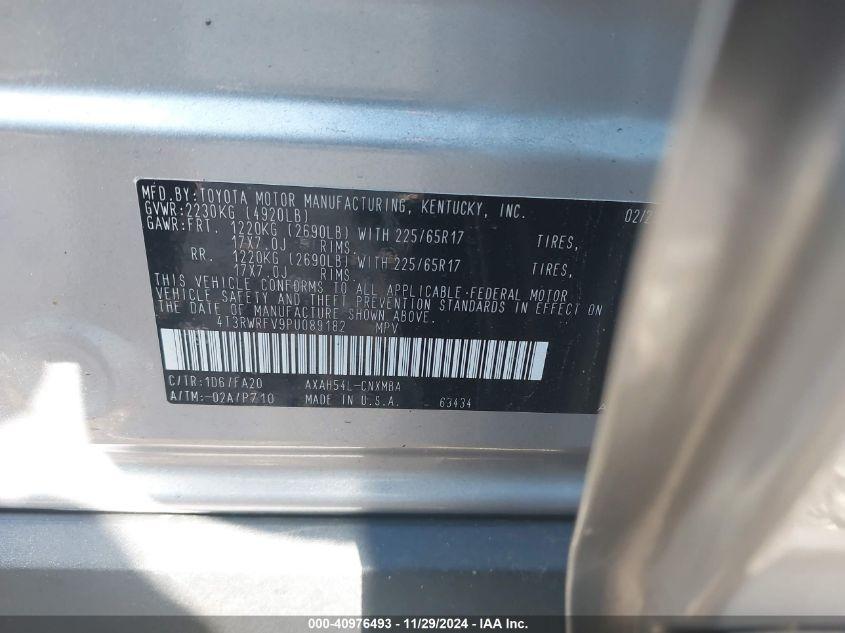 MFD.BY:TOYOTA MOTOR MANUFACTURING, KENTUCKY, INC. 02/2
GVWR:2230KG (4920LB)
GAWR:FRT. 1220KG (2690LB) WITH 225/65R17 TIRES,
17X7.0J RIMS.
RR. 1220KG (2690LB) WITH 225/65R17 TIRES,
17X7.0J RIMS.
THIS VEHICLE CONFORMS TO ALL APPLICABLE FEDERAL MOTOR
VEHICLE SAFETY AND THEFT PREVENTION STANDARDS IN EFFECT ON
THE DATE OF MANUFACTURE SHOWN ABOVE.
4T3RWRFV9PU089182 MPV
C/TR:1D6/FA20 AXAH54L-CNXMBA
A/TM:-02A/P710 MADE IN U.S.A. 63434
000-40976493 - 11/29/2024 - IAA, Inc.